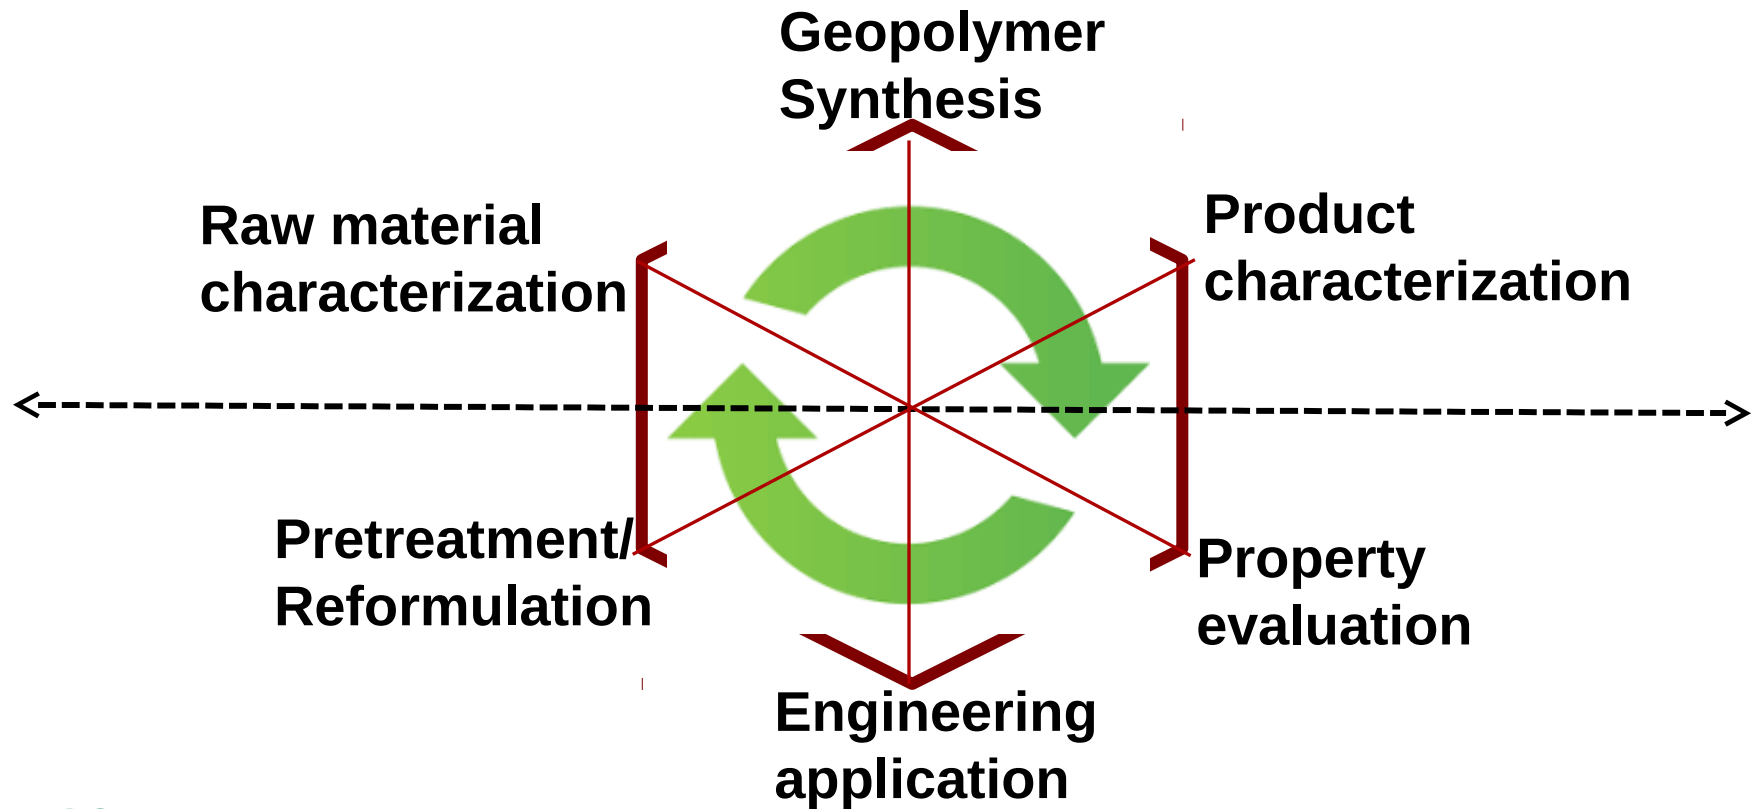 Geopolymer
Synthesis
Raw material
characterization
Product
characterization
Pretreatment/
Reformulation
Property
evaluation
Engineering
application